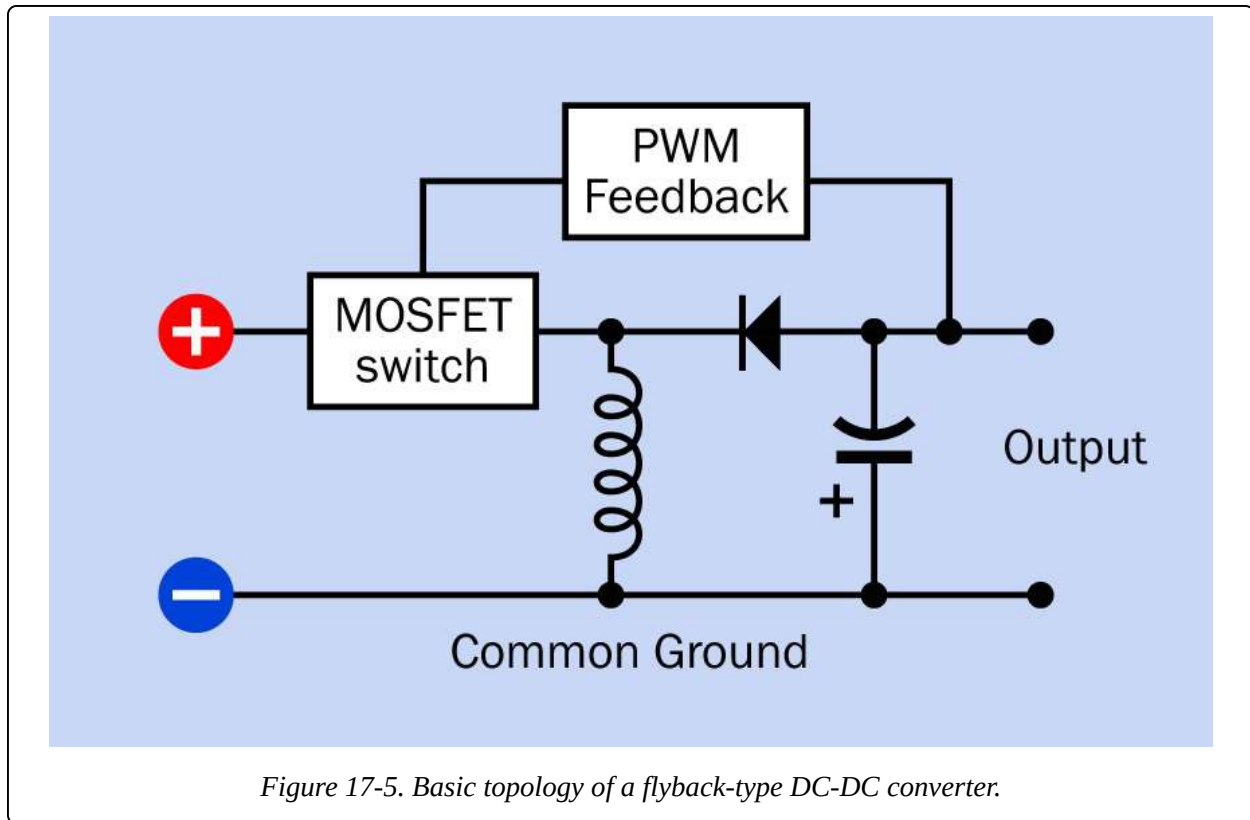 PWM
Feedback
MOSFET
switch
+
−
+
Output
Common Ground
Figure 17-5. Basic topology of a flyback-type DC-DC converter.